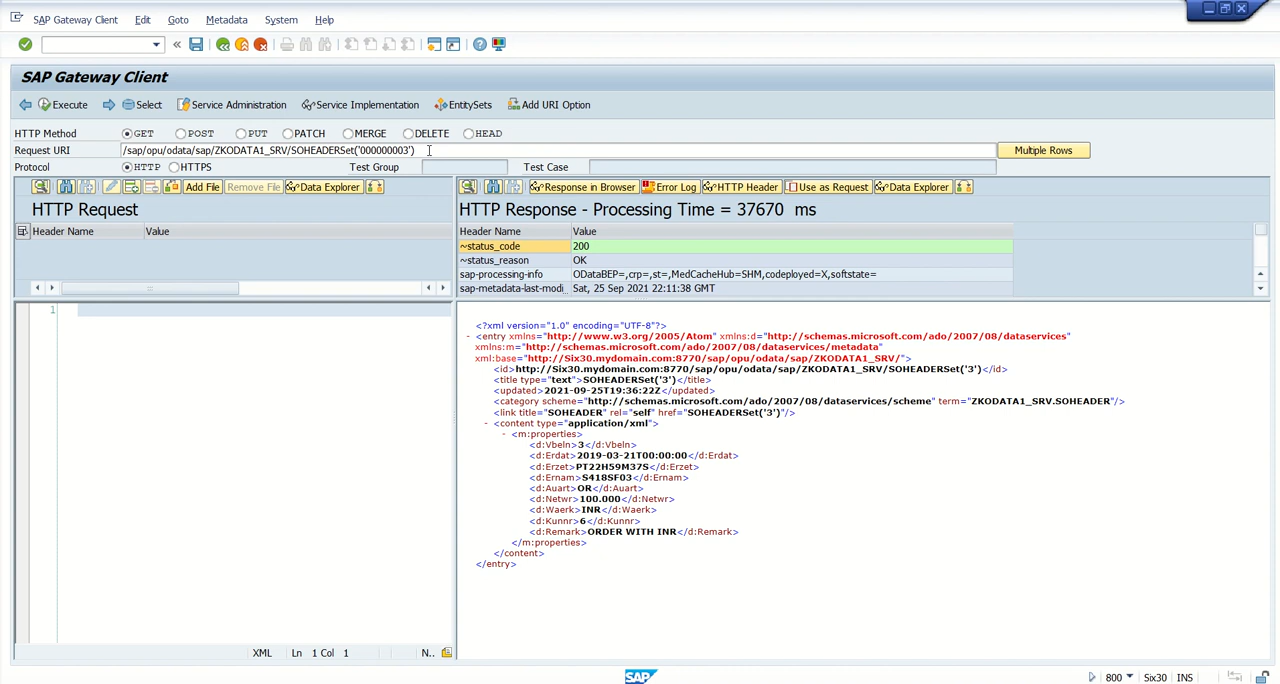 SAP Gateway Client Edit Goto Metadata System Help
SAP Gateway Client
Execute Select Service Administration Service Implementation EntitySets Add URI Option
HTTP Method GET POST PUT PATCH MERGE DELETE HEAD
Request URI /sap/opu/odata/sap/ZKODATA1_SRV/SOHEADERSet('000000003') Multiple Rows
Protocol HTTP HTTPS Test Group Test Case
Add File Remove File Data Explorer Response in Browser Error Log HTTP Header Use as Request Data Explorer
HTTP Request HTTP Response - Processing Time = 37670 ms
Header Name Value Header Name Value
~status_code 200
~status_reason OK
sap-processing-info ODataBEP=,crp=,st=,MedCacheHub=SHM,codeployed=X,softstate=
sap-metadata-last-modi.. Sat, 25 Sep 2021 22:11:38 GMT
1
<?xml version="1.0" encoding="UTF-8"?>
- <entry xmlns="http://www.w3.org/2005/Atom" xmlns:d="http://schemas.microsoft.com/ado/2007/08/dataservices"
xmlns:m="http://schemas.microsoft.com/ado/2007/08/dataservices/metadata"
xml:base="http://Six30.mydomain.com:8770/sap/opu/odata/sap/ZKODATA1_SRV/">
<id>http://Six30.mydomain.com:8770/sap/opu/odata/sap/ZKODATA1_SRV/SOHEADERSet('3')</id>
<title type="text">SOHEADERSet('3')</title>
<updated>2021-09-25T19:36:22Z</updated>
<category scheme="http://schemas.microsoft.com/ado/2007/08/dataservices/scheme" term="ZKODATA1_SRV.SOHEADER"/>
<link title="SOHEADER" rel="self" href="SOHEADERSet('3')"/>
- <content type="application/xml">
- <m:properties>
<d:Vbeln>3</d:Vbeln>
<d:Erdat>2019-03-21T00:00:00</d:Erdat>
<d:Erzet>PT22H59M37S</d:Erzet>
<d:Ernam>S418SF03</d:Ernam>
<d:Auart>OR</d:Auart>
<d:Netwr>100.000</d:Netwr>
<d:Waerk>INR</d:Waerk>
<d:Kunnr>6</d:Kunnr>
<d:Remark>ORDER WITH INR</d:Remark>
</m:properties>
</content>
</entry>
XML Ln 1 Col 1 N..
SAP 800 Six30 INS